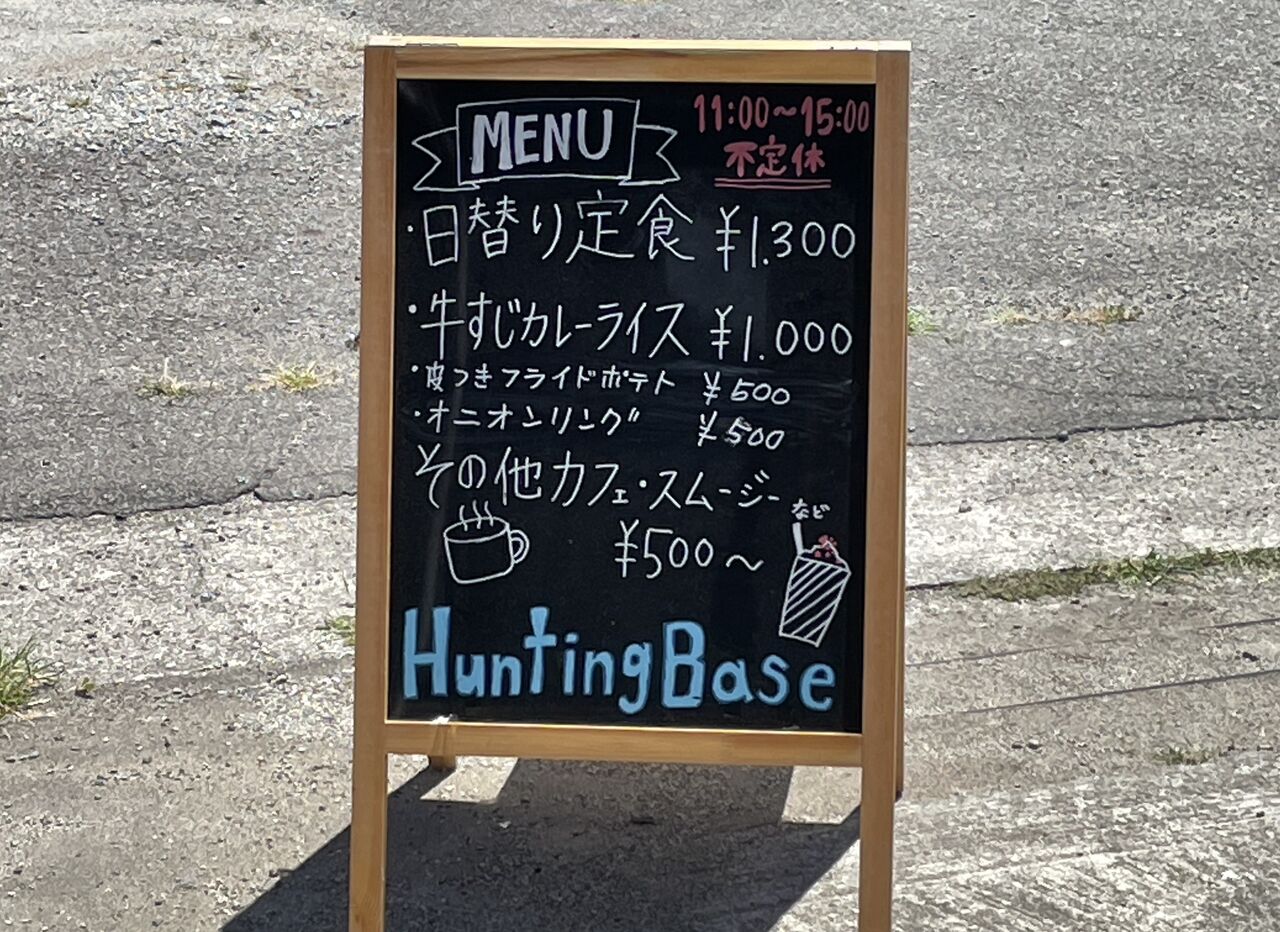 MENU
11:00〜15:00
不定休
・日替り定食 ¥1.300
・牛すじカレーライス ¥1.000
・皮つきフライドポテト ¥500
・オニオンリング ¥500
その他カフェ・スムージー
など
¥500〜
HuntingBase